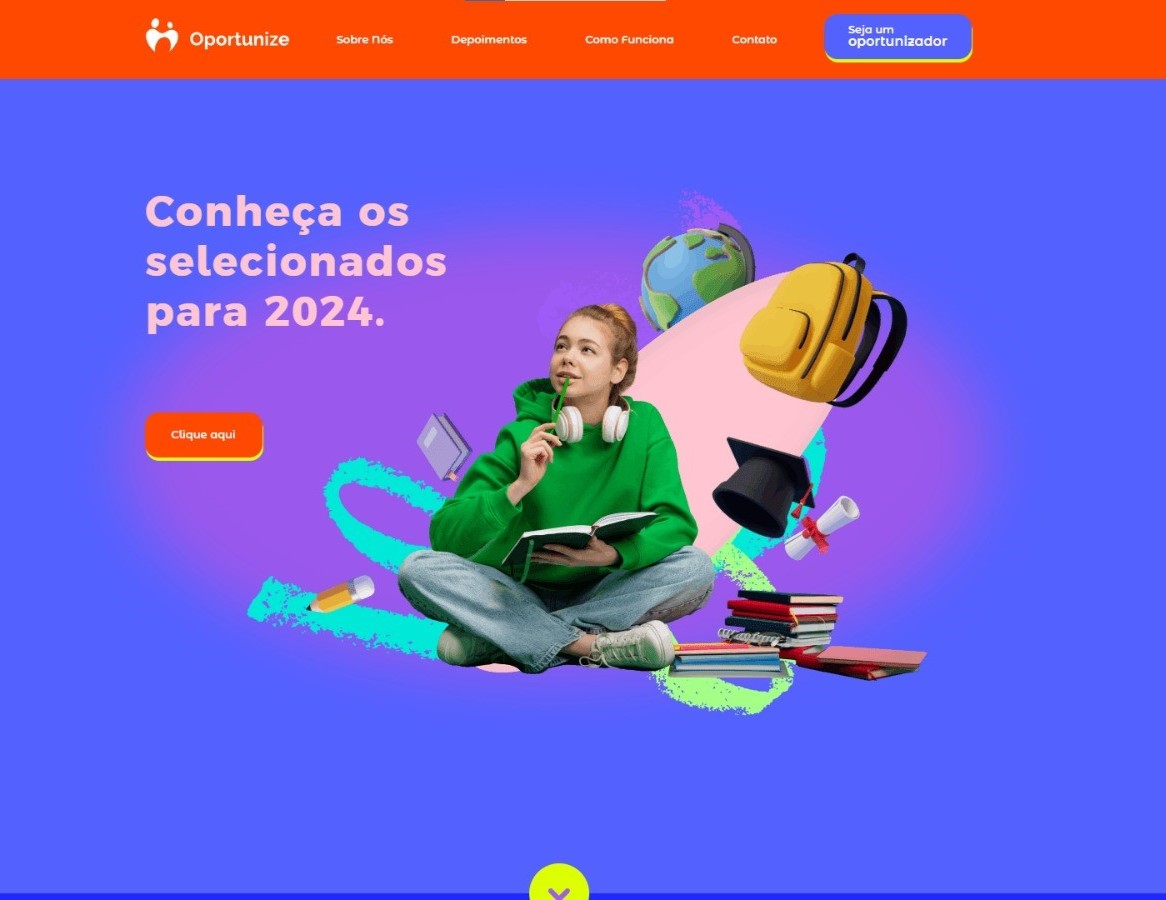 Oportunize
Sobre Nós
Depoimentos
Como Funciona
Contato
Seja um
oportunizador
Conheça os
selecionados
para 2024.
Clique aqui